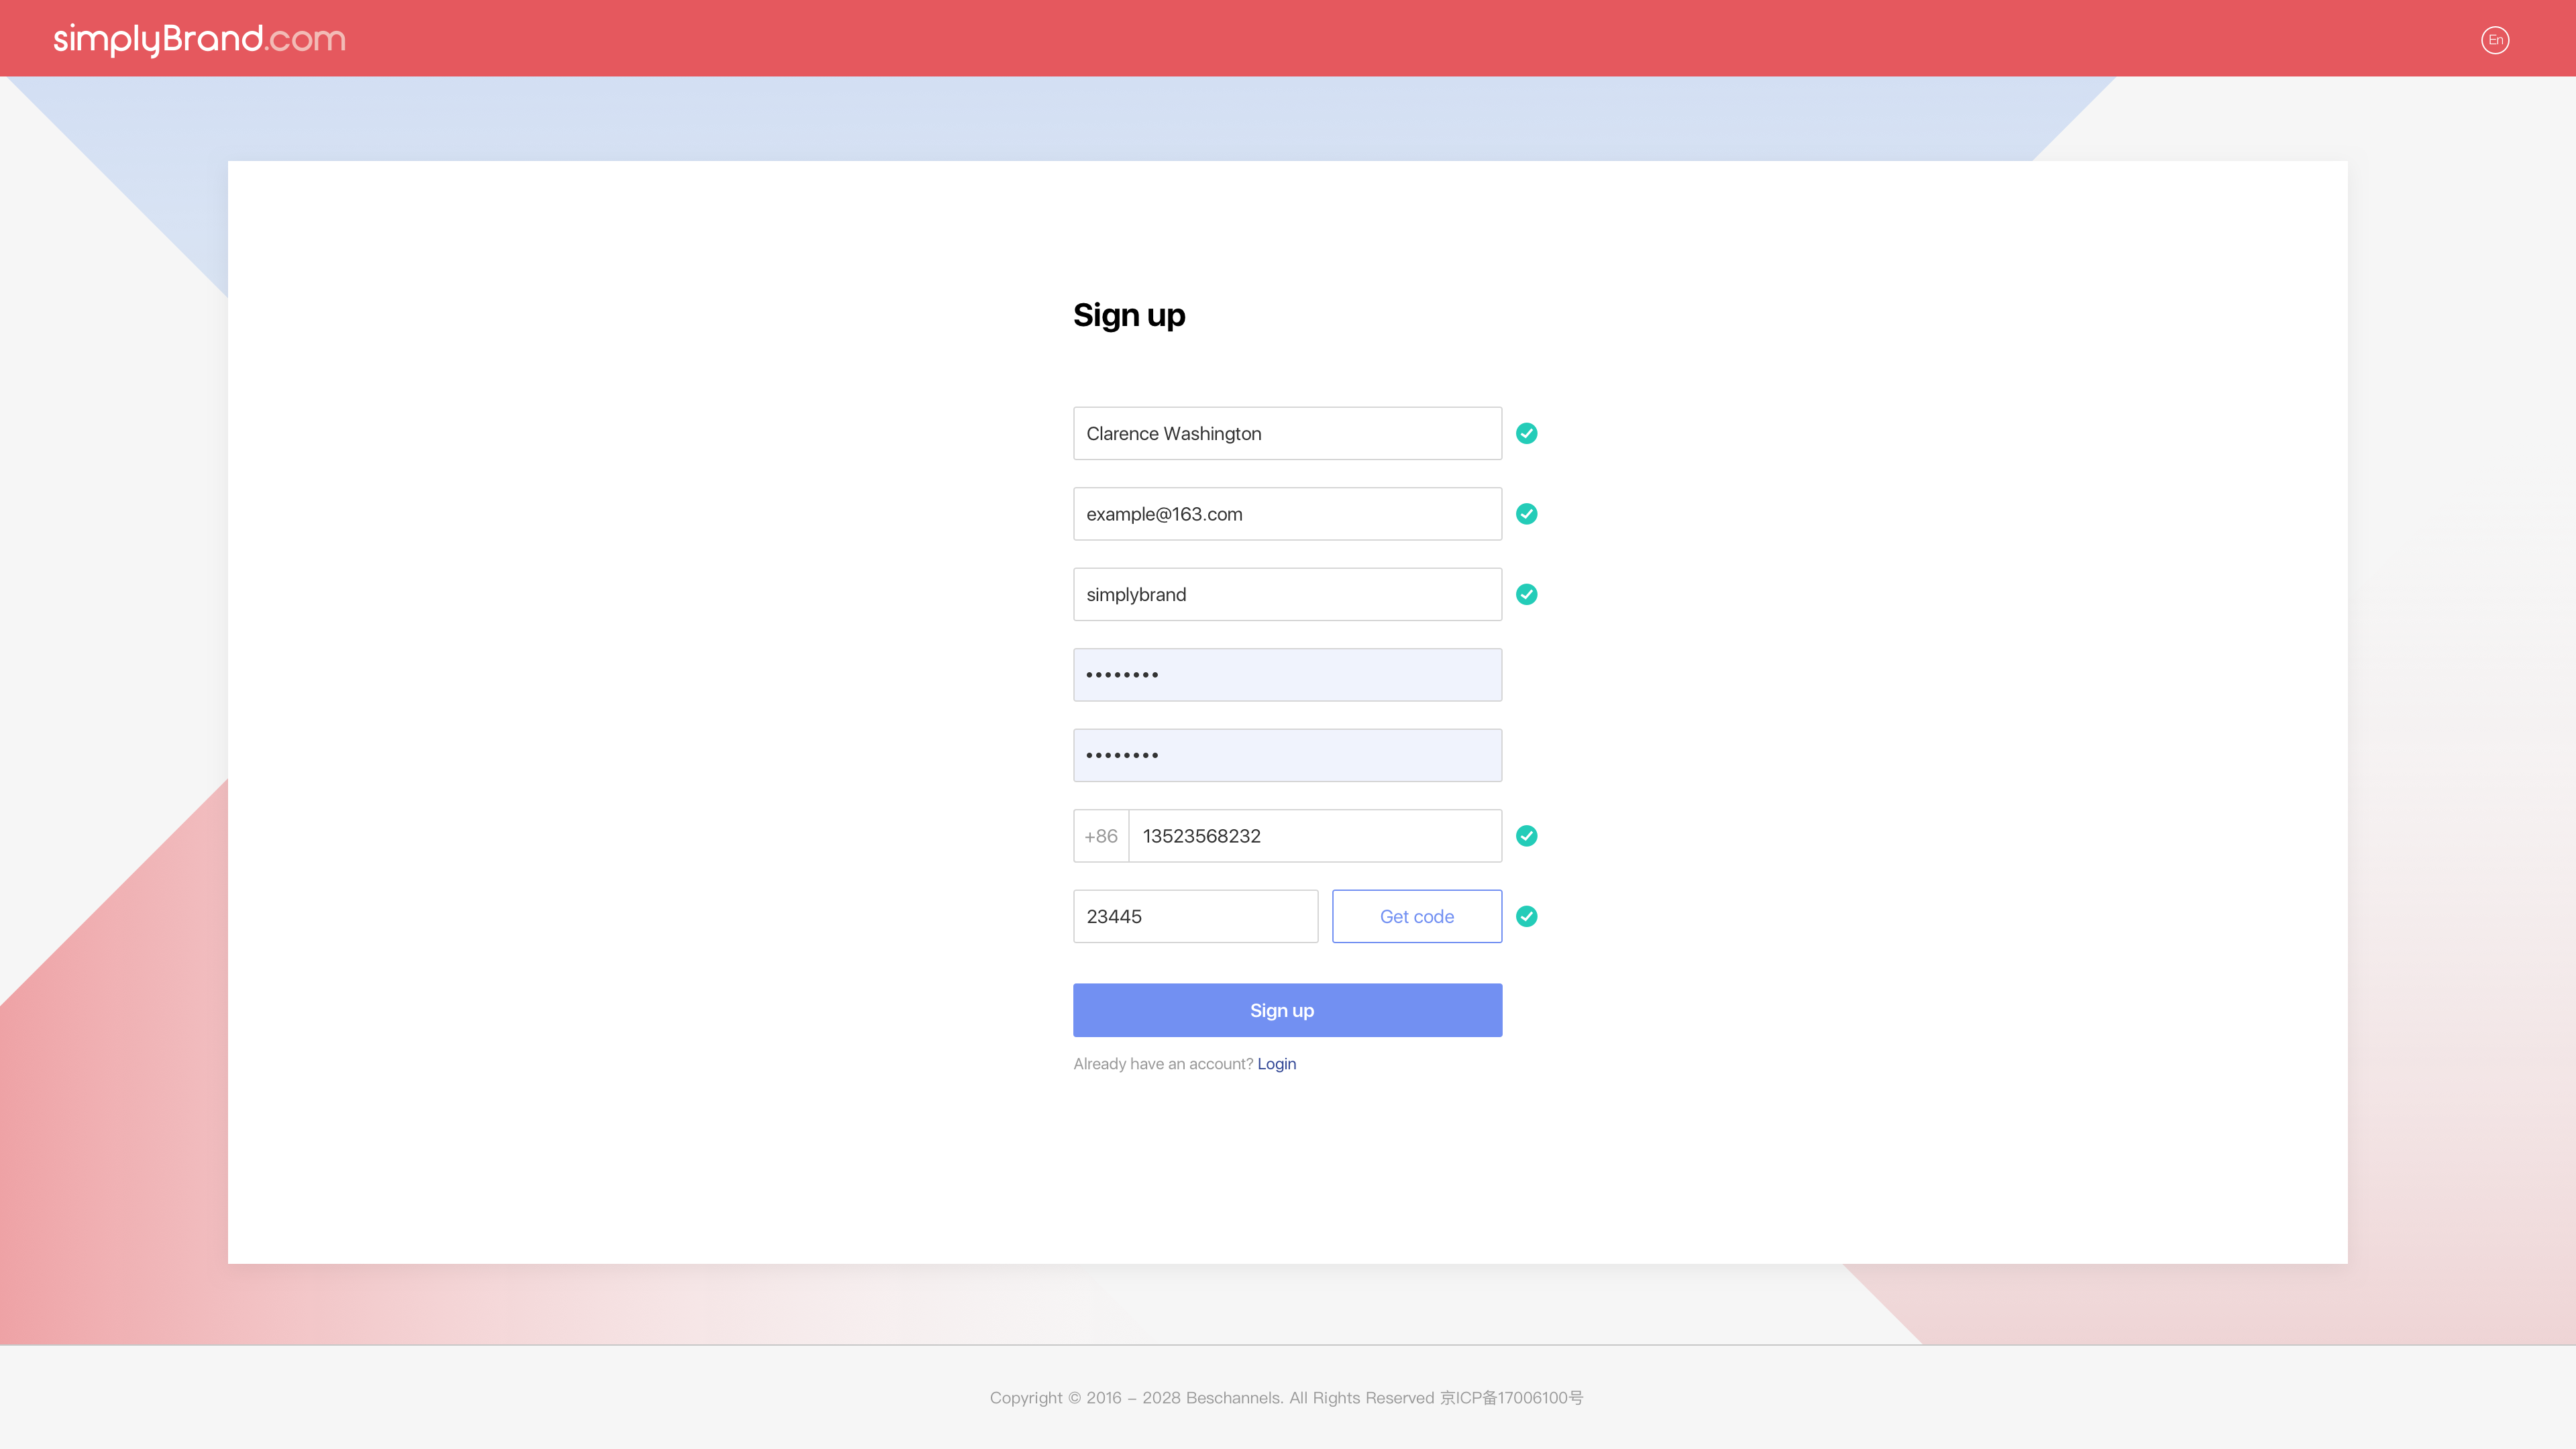 simplyBrand.com
En
Sign up
Clarence Washington
example@163.com
simplybrand
••••••••
••••••••
+86 13523568232
23445 Get code
Sign up
Already have an account? Login
Copyright © 2016 – 2028 Beschannels. All Rights Reserved 京ICP备17006100号